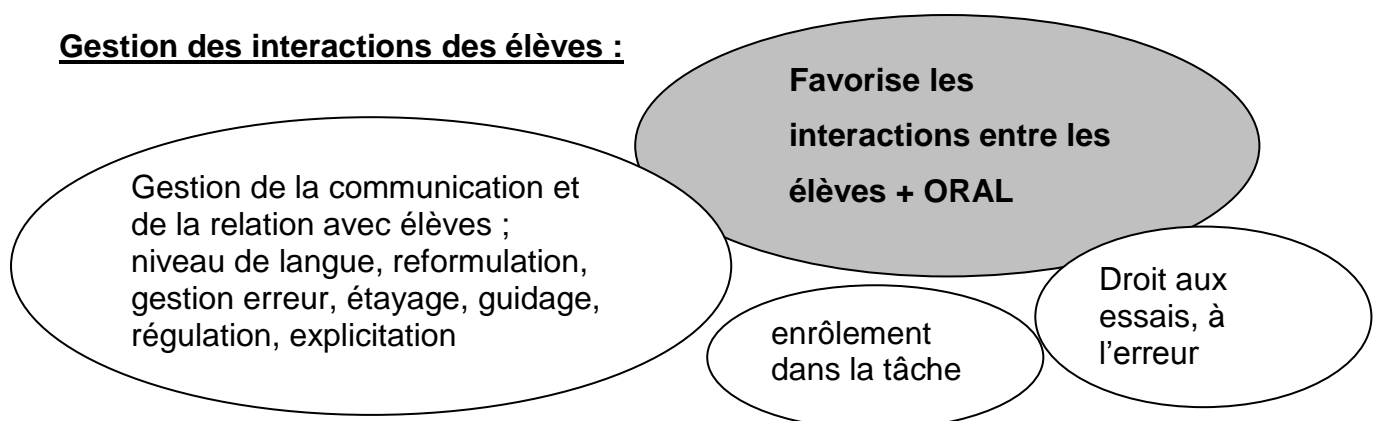 Gestion des interactions des élèves :
Favorise les
interactions entre les
élèves + ORAL
Gestion de la communication et
de la relation avec élèves ;
niveau de langue, reformulation,
gestion erreur, étayage, guidage,
régulation, explicitation
enrôlement
dans la tâche
Droit aux
essais, à
l’erreur